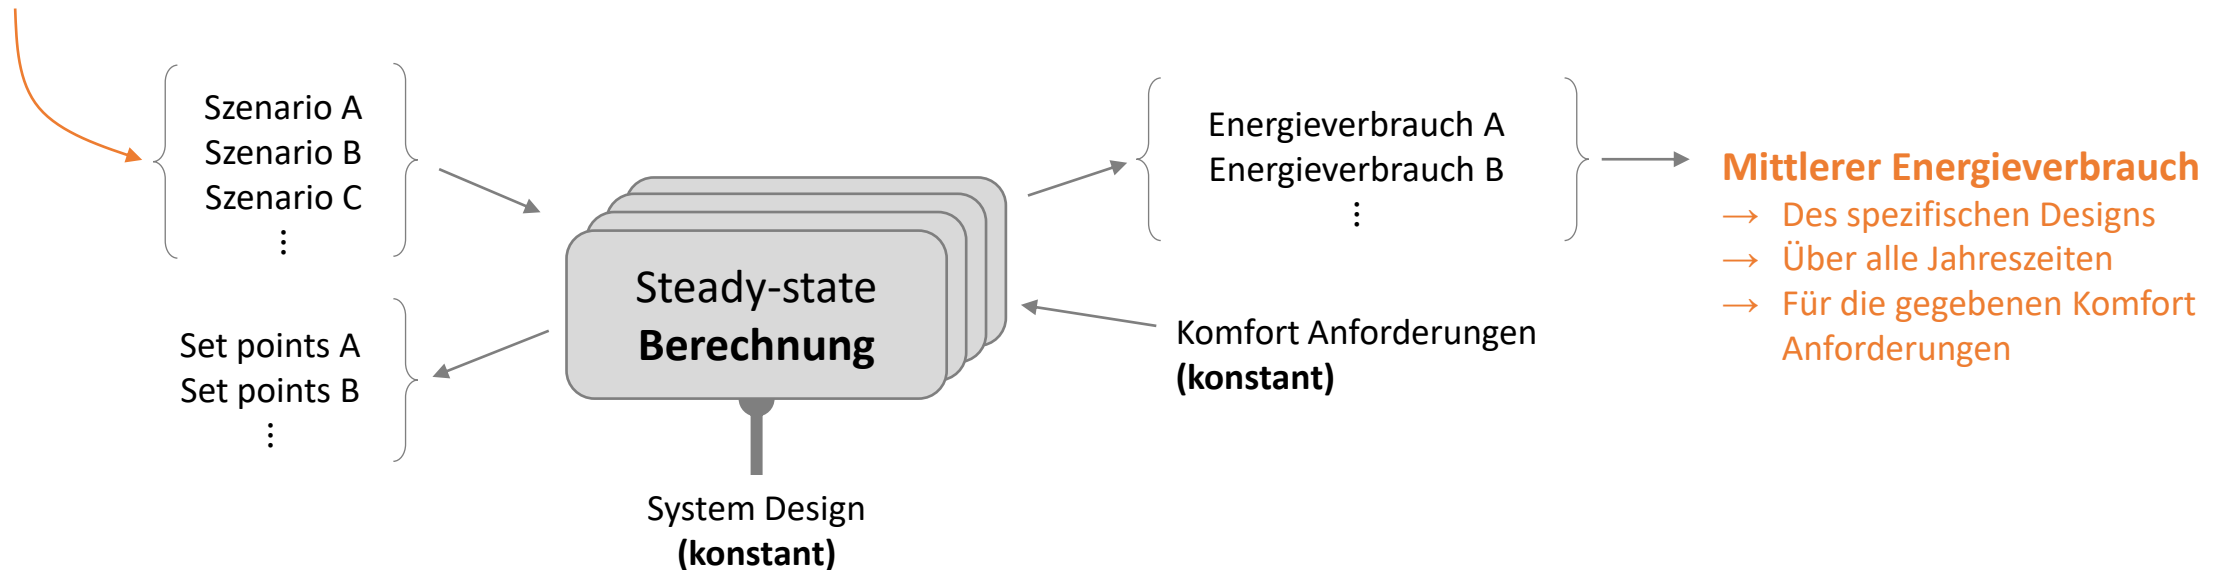 Szenario A
Szenario B
Szenario C
⋮
Set points A
Set points B
⋮
Steady-state
Berechnung
System Design
(konstant)
Energieverbrauch A
Energieverbrauch B
⋮
Komfort Anforderungen
(konstant)
Mittlerer Energieverbrauch
→ Des spezifischen Designs
→ Über alle Jahreszeiten
→ Für die gegebenen Komfort
Anforderungen